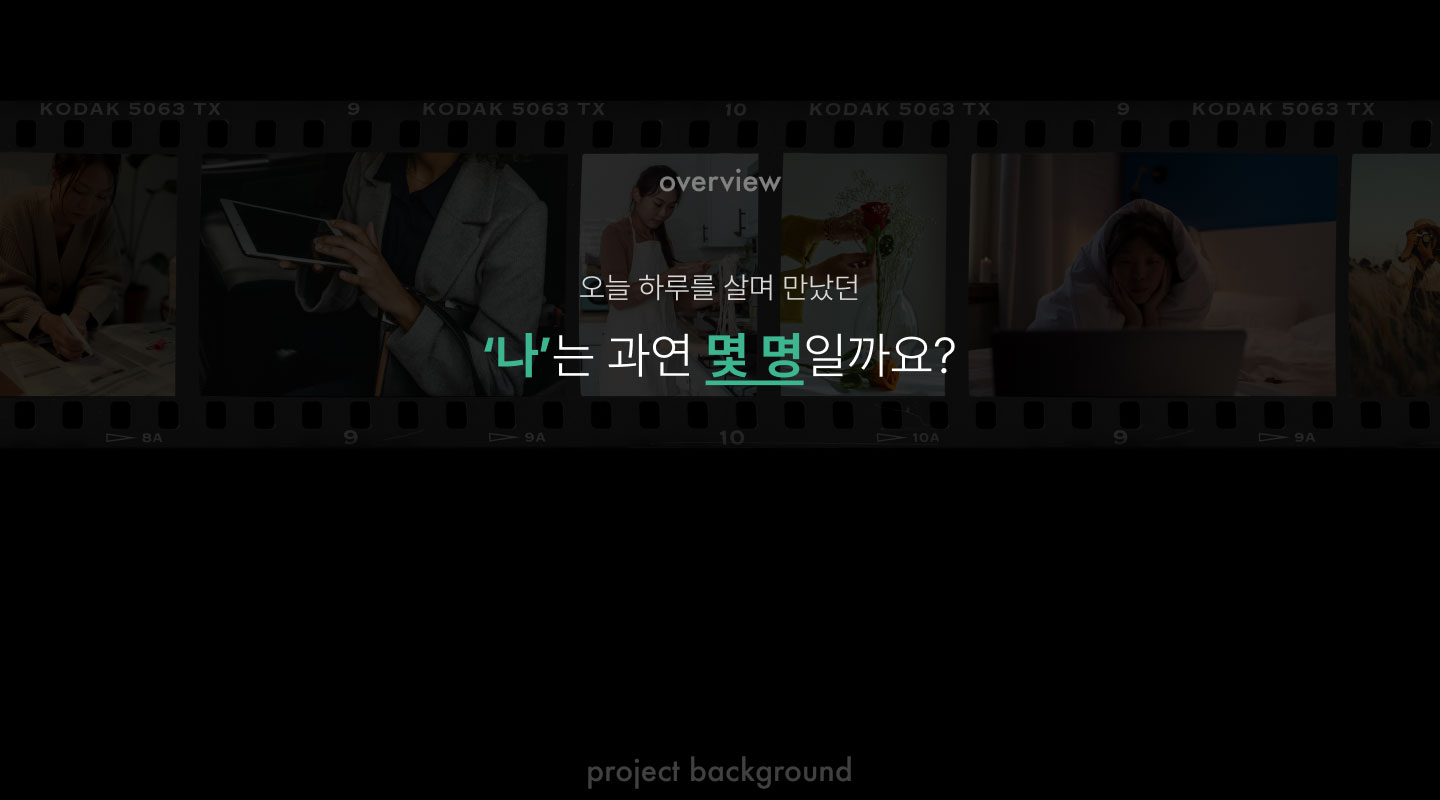 KODAK 5063 TX 9 KODAK 5063 TX 10 KODAK 5063 TX 9 KODAK 5063 TX
overview
오늘 하루를 살며 만났던
‘나’는 과연 몇 명일까요?
8A 9 9A 10 10A 9 9A
project background